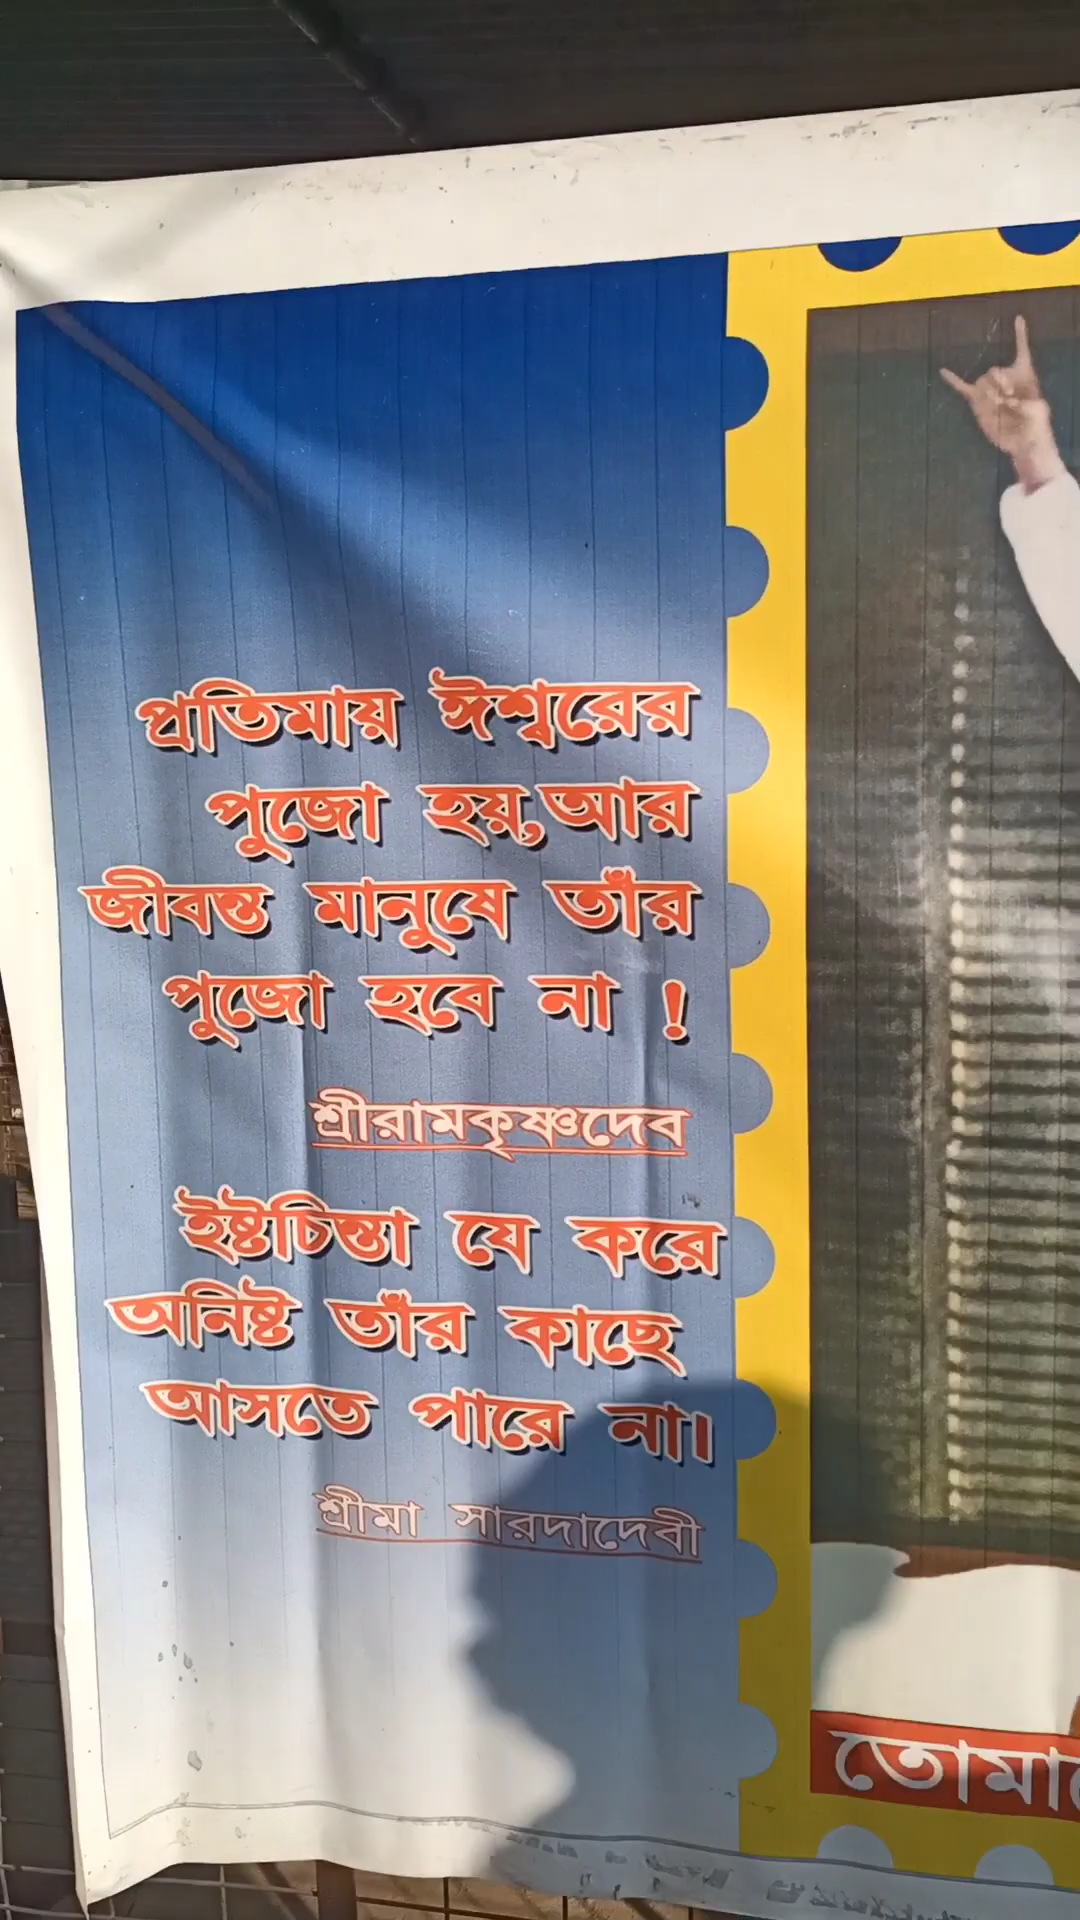 প্রতিমায় ঈশ্বরের
পুজো হয়,আর
জীবন্ত মানুষে তাঁর
পুজো হবে না !
শ্রীরামকৃষ্ণদেব
ইষ্টচিন্তা যে করে
অনিষ্ট তাঁর কাছে
আসতে পারে না।
শ্রীমা সারদাদেবী